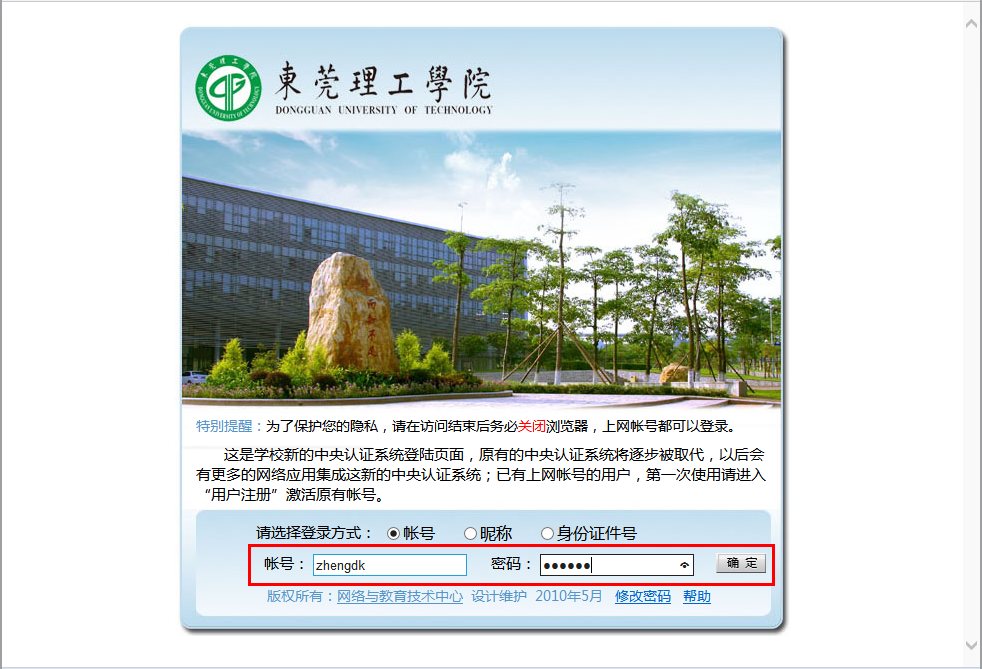 東莞理工學院
DONGGUAN UNIVERSITY OF TECHNOLOGY
特别提醒：为了保护您的隐私，请在访问结束后务必关闭浏览器，上网帐号都可以登录。
这是学校新的中央认证系统登陆页面，原有的中央认证系统将逐步被取代，以后会
有更多的网络应用集成这新的中央认证系统；已有上网帐号的用户，第一次使用请进入
“用户注册”激活原有帐号。
请选择登录方式： 帐号 昵称 身份证件号
帐号： zhengdk 密码： ●●●●●● 确 定
版权所有：网络与教育技术中心 设计维护 2010年5月 修改密码 帮助